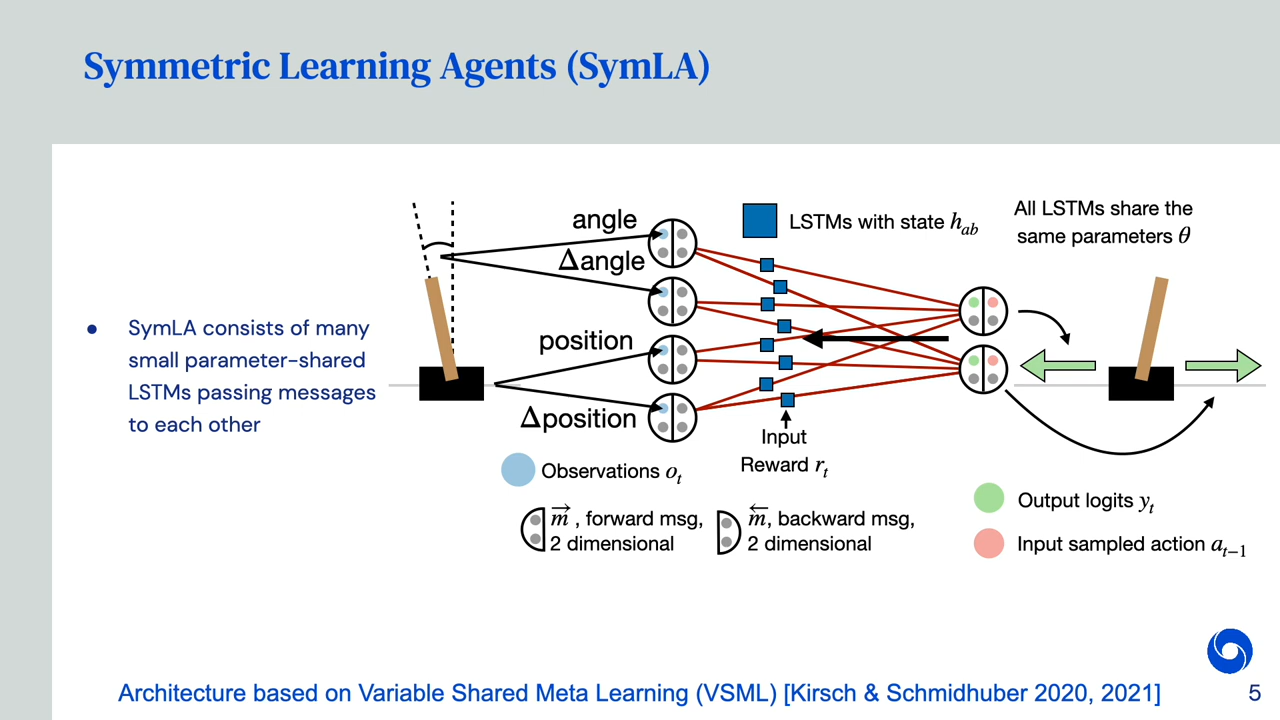 Symmetric Learning Agents (SymLA)
● SymLA consists of many
small parameter-shared
LSTMs passing messages
to each other
angle
Δangle
position
Δposition
LSTMs with state h_ab
All LSTMs share the
same parameters θ
Input
Reward r_t
Observations o_t
m⃗ , forward msg,
2 dimensional
m⃖, backward msg,
2 dimensional
Output logits y_t
Input sampled action a_{t−1}
Architecture based on Variable Shared Meta Learning (VSML) [Kirsch & Schmidhuber 2020, 2021]
5